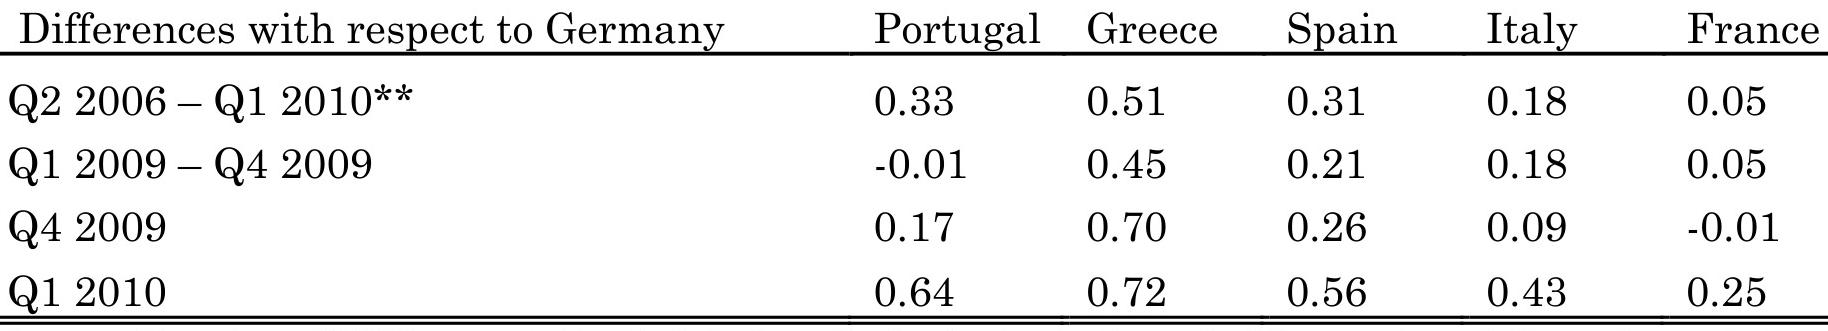 Differences with respect to Germany Portugal Greece Spain Italy France
Q2 2006 – Q1 2010** 0.33 0.51 0.31 0.18 0.05
Q1 2009 – Q4 2009 -0.01 0.45 0.21 0.18 0.05
Q4 2009 0.17 0.70 0.26 0.09 -0.01
Q1 2010 0.64 0.72 0.56 0.43 0.25